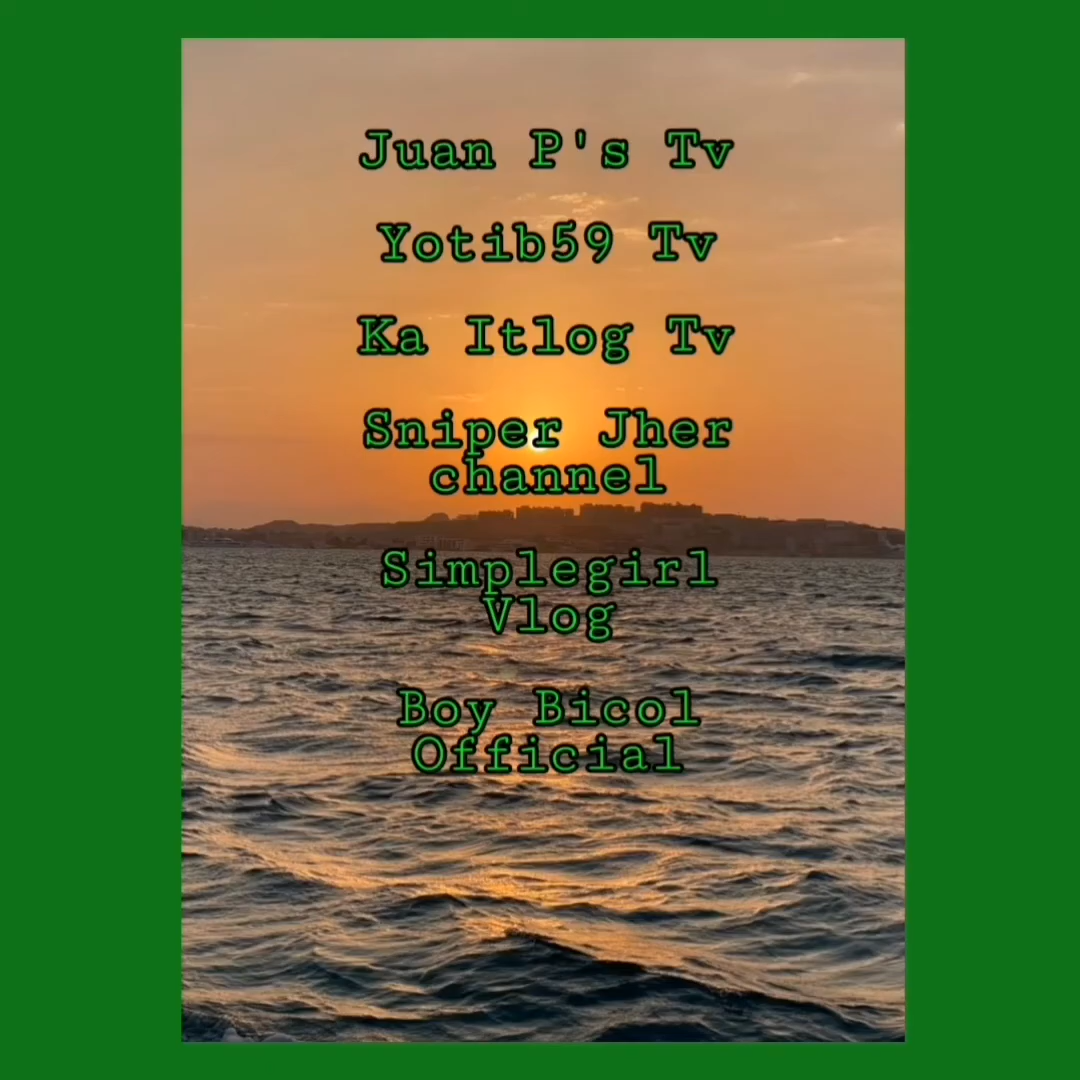 Juan P's Tv
Yotib59 Tv
Ka Itlog Tv
Sniper Jher
channel
Simplegirl
Vlog
Boy Bicol
Official